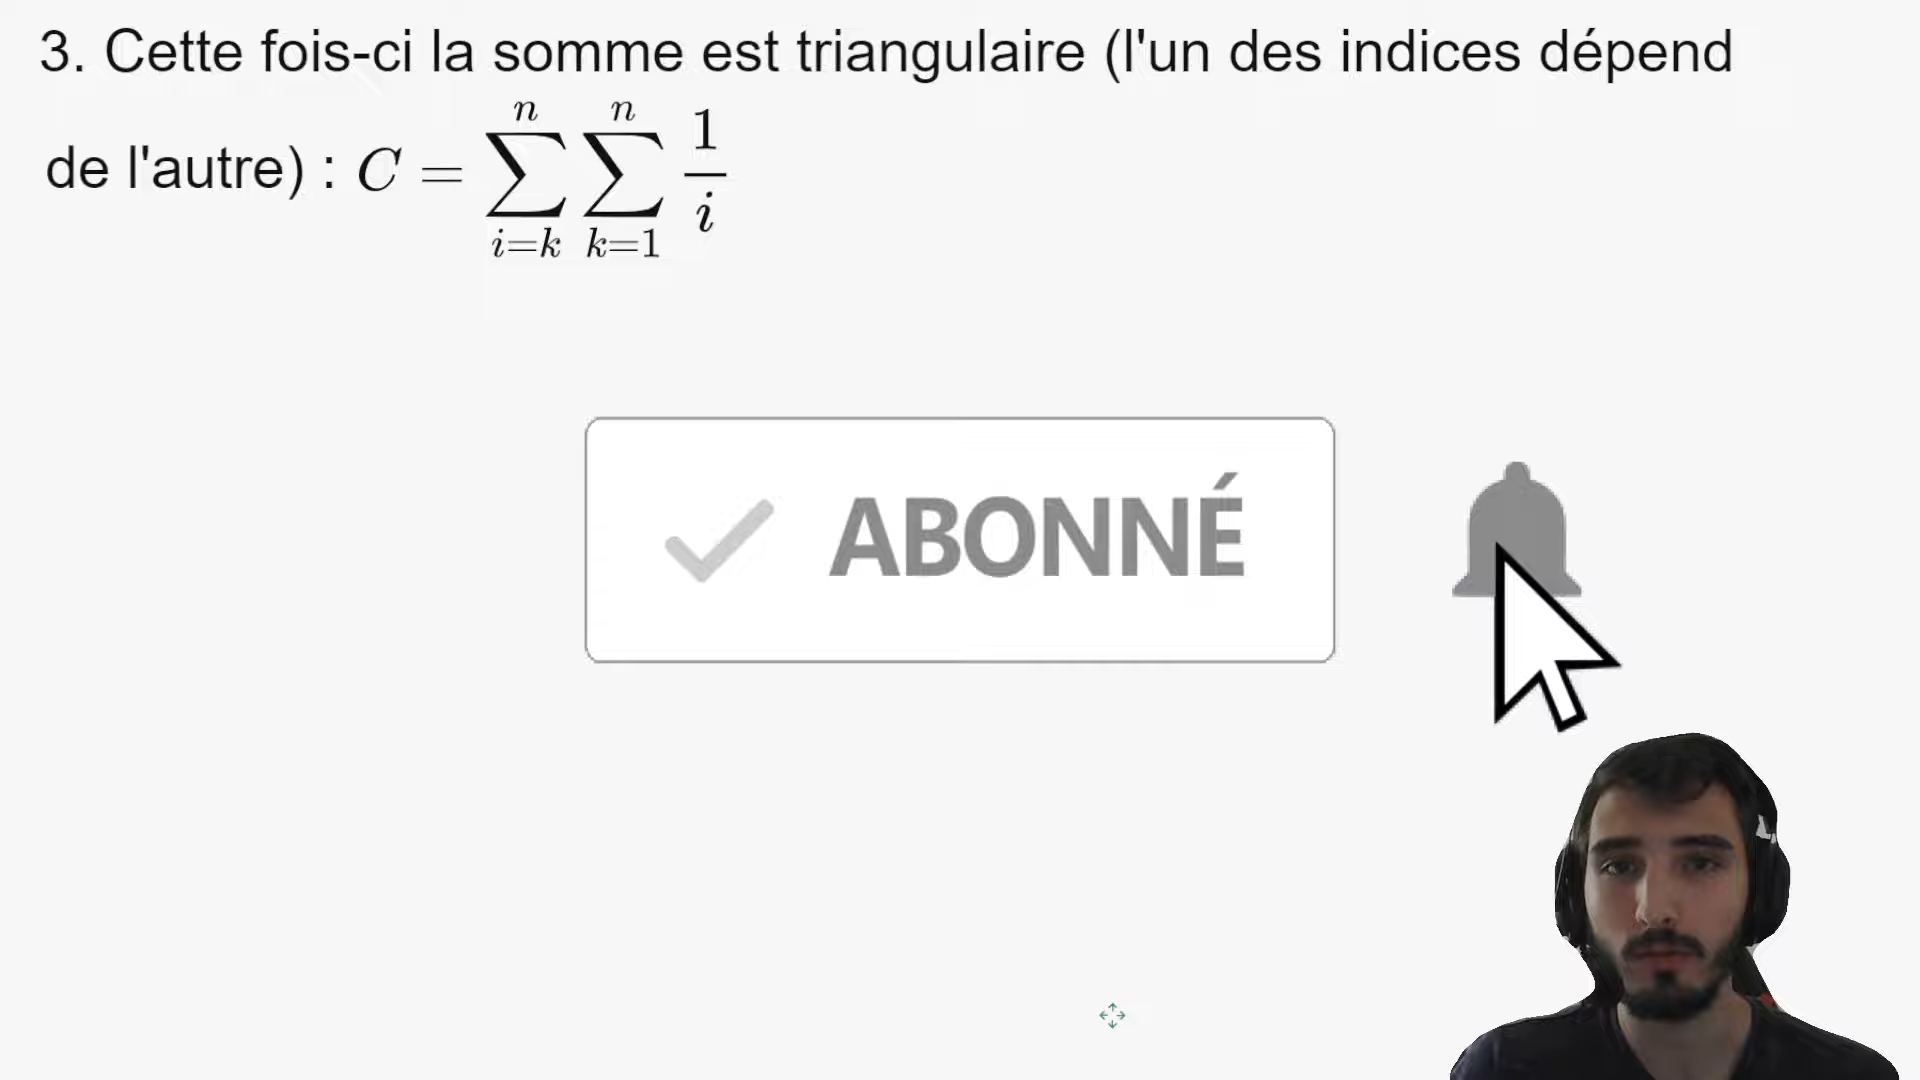 3. Cette fois-ci la somme est triangulaire (l'un des indices dépend
de l'autre) : $C = \sum_{i=k}^{n} \sum_{k=1}^{n} \frac{1}{i}$
ABONNÉ